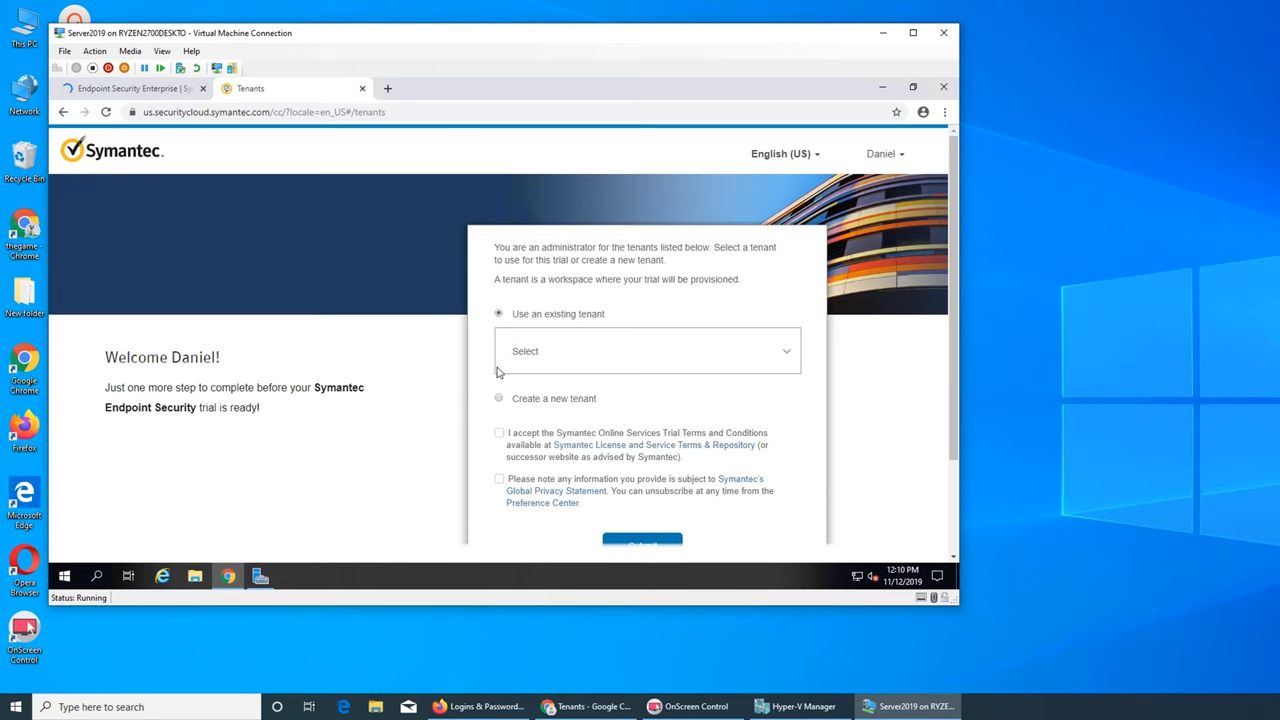 This PC
Network
Recycle Bin
thegame -
Chrome
New folder
Google
Chrome
Firefox
Microsoft
Edge
Opera
Browser
OnScreen
Control
Server2019 on RYZEN2700DESKTO - Virtual Machine Connection
File Action Media View Help
Endpoint Security Enterprise | Sy
Tenants
us.securitycloud.symantec.com/cc/?locale=en_US#/tenants
Symantec.
English (US)
Daniel
You are an administrator for the tenants listed below. Select a tenant
to use for this trial or create a new tenant.
A tenant is a workspace where your trial will be provisioned.
Use an existing tenant
Select
Create a new tenant
Welcome Daniel!
Just one more step to complete before your Symantec
Endpoint Security trial is ready!
I accept the Symantec Online Services Trial Terms and Conditions
available at Symantec License and Service Terms & Repository (or
successor website as advised by Symantec).
Please note any information you provide is subject to Symantec's
Global Privacy Statement. You can unsubscribe at any time from the
Preference Center.
12:10 PM
11/12/2019
Status: Running
Type here to search
Logins & Password...
Tenants - Google C...
OnScreen Control
Hyper-V Manager
Server2019 on RYZE...